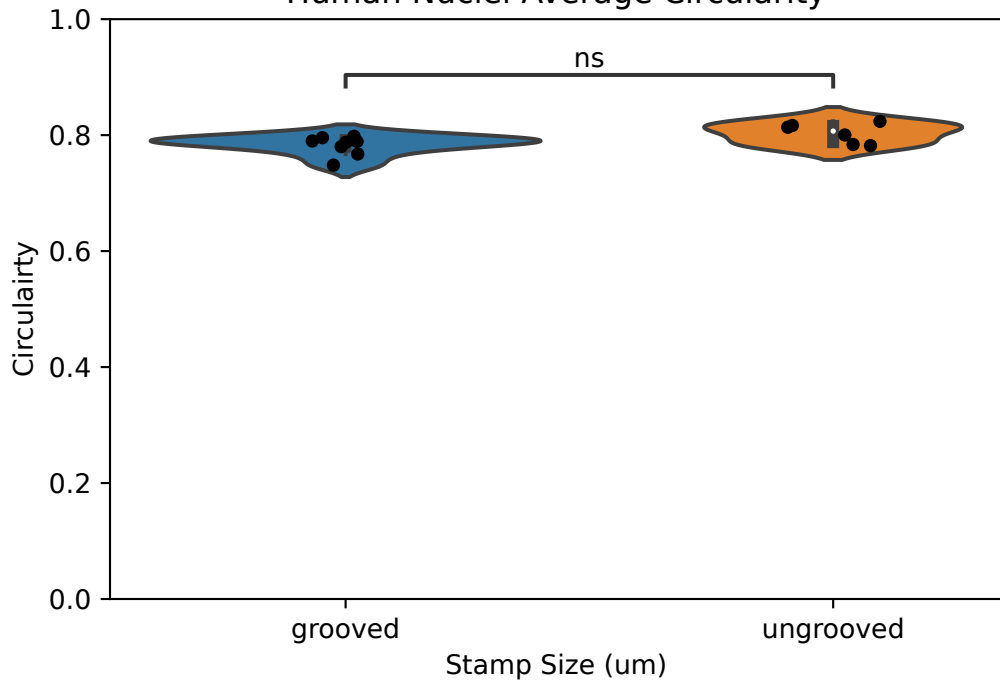 Human Nuclei Average Circularity
1.0
ns
0.8
0.6
Circulairty
0.4
0.2
0.0
grooved
ungrooved
Stamp Size (um)